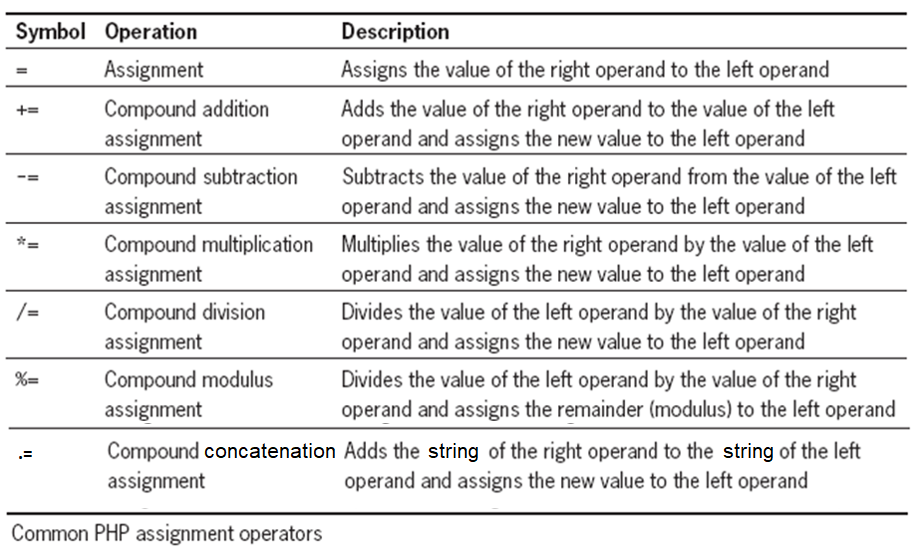 Symbol Operation Description
= Assignment Assigns the value of the right operand to the left operand
+= Compound addition Adds the value of the right operand to the value of the left
assignment operand and assigns the new value to the left operand
-= Compound subtraction Subtracts the value of the right operand from the value of the left
assignment operand and assigns the new value to the left operand
*= Compound multiplication Multiplies the value of the right operand by the value of the left
assignment operand and assigns the new value to the left operand
/= Compound division Divides the value of the left operand by the value of the right
assignment operand and assigns the new value to the left operand
%= Compound modulus Divides the value of the left operand by the value of the right
assignment operand and assigns the remainder (modulus) to the left operand
.= Compound concatenation Adds the string of the right operand to the string of the left
assignment operand and assigns the new value to the left operand
Common PHP assignment operators